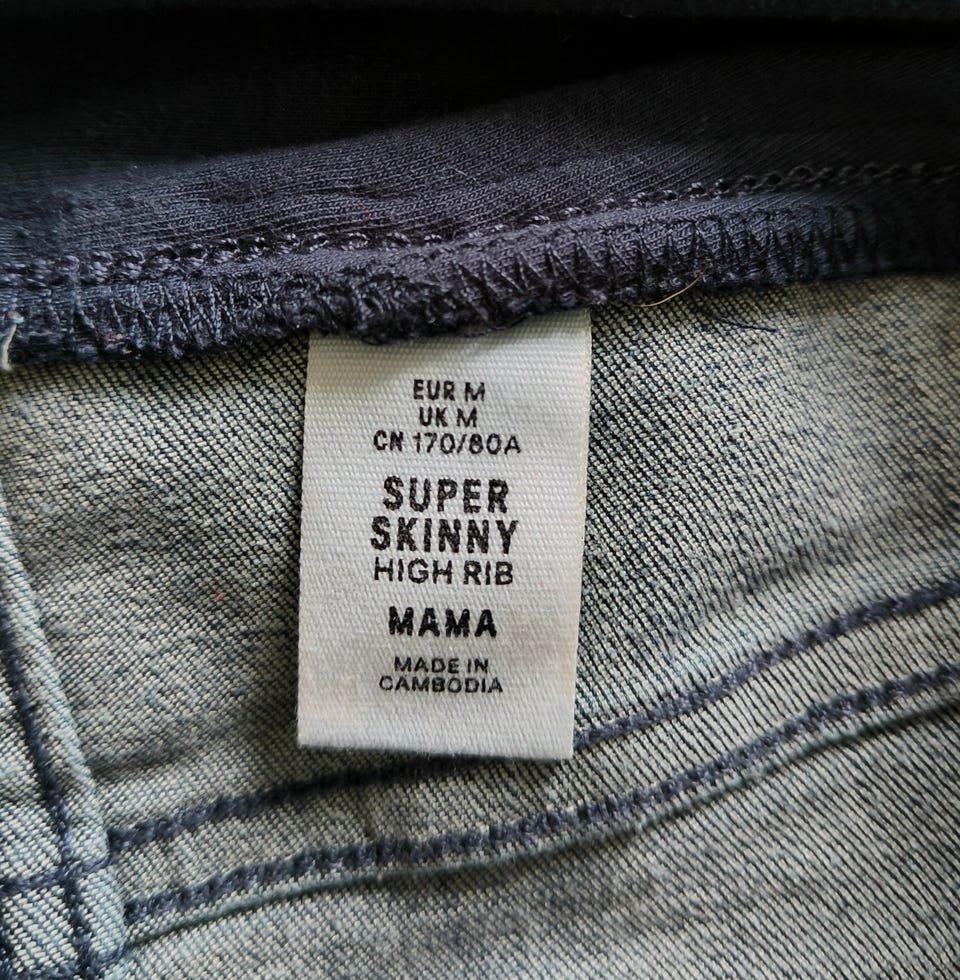 EUR M
UK M
CN 170/80A
SUPER
SKINNY
HIGH RIB
MAMA
MADE IN
CAMBODIA